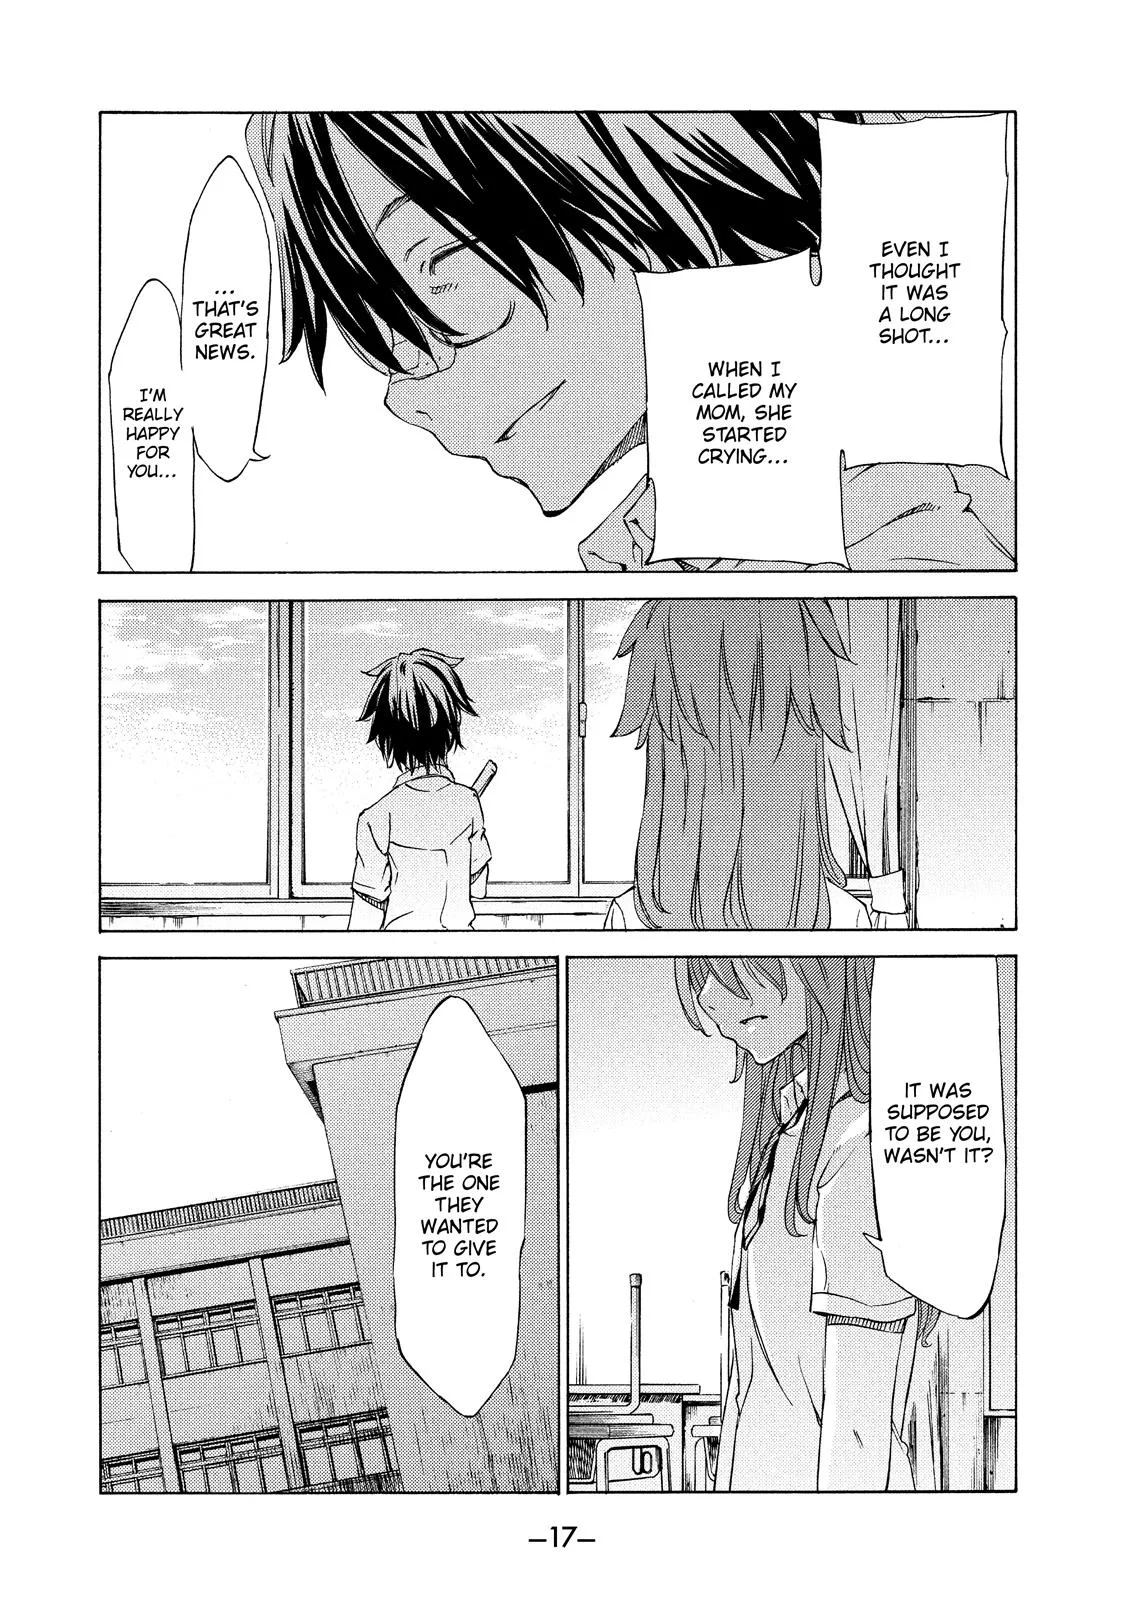 EVEN I
THOUGHT
IT WAS
A LONG
SHOT...
WHEN I
CALLED MY
MOM, SHE
STARTED
CRYING...
...
THAT'S
GREAT
NEWS.
I'M
REALLY
HAPPY
FOR
YOU...
IT WAS
SUPPOSED
TO BE YOU,
WASN'T IT?
YOU'RE
THE ONE
THEY
WANTED
TO GIVE
IT TO.
–17–